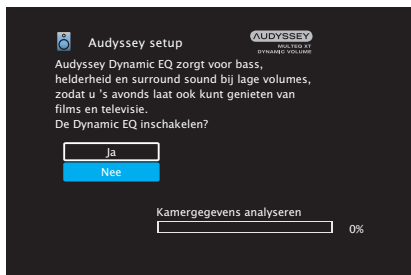 Audyssey setup
AUDYSSEY
MULTEQ XT
DYNAMIC VOLUME
Audyssey Dynamic EQ zorgt voor bass,
helderheid en surround sound bij lage volumes,
zodat u 's avonds laat ook kunt genieten van
films en televisie.
De Dynamic EQ inschakelen?
Ja
Nee
Kamergegevens analyseren
0%